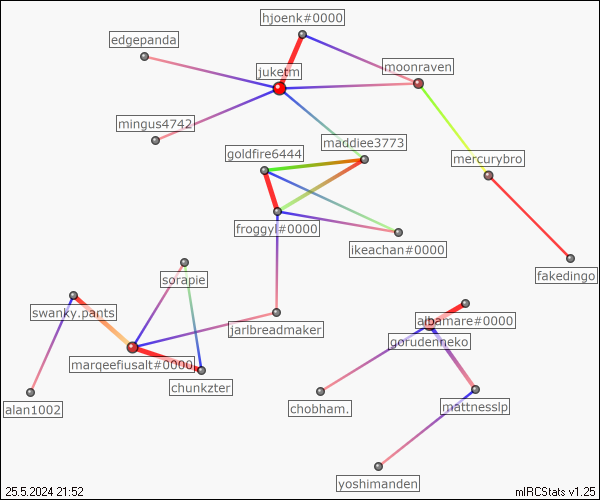 hjoenk#0000
edgepanda
moonraven
juketm
mingus4742
maddiee3773
goldfire6444
mercurybro
froggyl#0000
ikeachan#0000
fakedingo
sorapie
swanky.pants
albamare#0000
jarlbreadmaker
gorudenneko
marqeefiusalt#0000
chunkzter
alan1002
chobham.
mattnesslp
yoshimanden
25.5.2024 21:52
mIRCStats v1.25